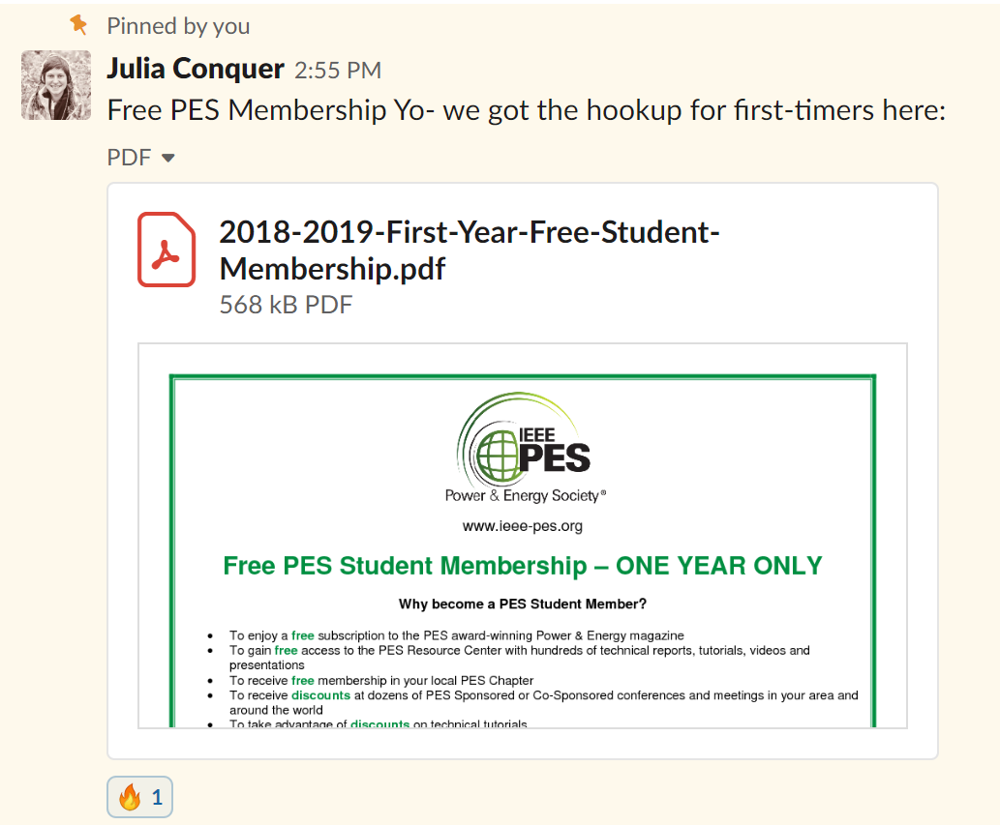 Pinned by you
Julia Conquer 2:55 PM
Free PES Membership Yo- we got the hookup for first-timers here:
PDF
2018-2019-First-Year-Free-Student-
Membership.pdf
568 kB PDF
IEEE
PES
Power & Energy Society®
www.ieee-pes.org
Free PES Student Membership – ONE YEAR ONLY
Why become a PES Student Member?
• To enjoy a free subscription to the PES award-winning Power & Energy magazine
• To gain free access to the PES Resource Center with hundreds of technical reports, tutorials, videos and
presentations
• To receive free membership in your local PES Chapter
• To receive discounts at dozens of PES Sponsored or Co-Sponsored conferences and meetings in your area and
around the world
• To take advantage of discounts on technical tutorials
1